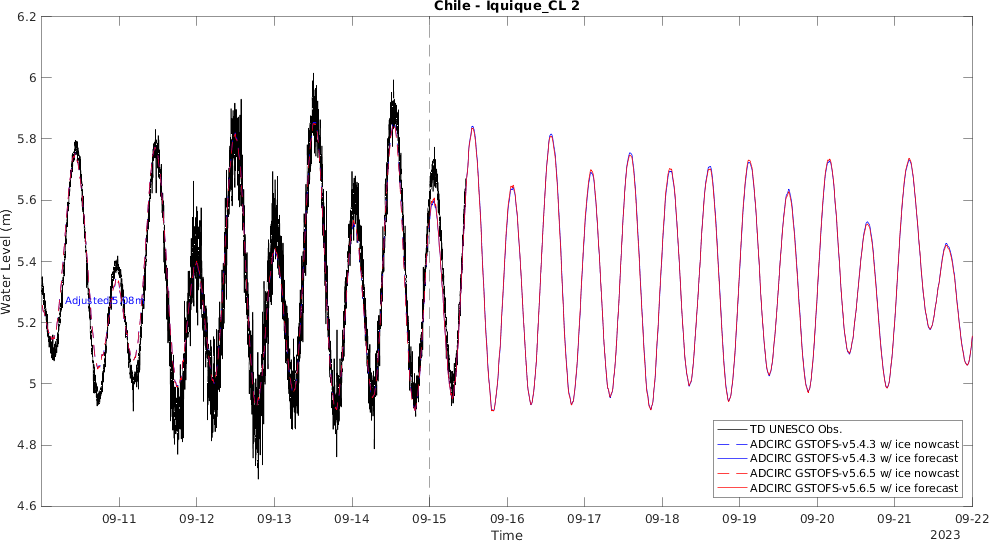 Chile - Iquique_CL 2
6.2
6
5.8
5.6
5.4
5.2
5
4.8
4.6
Water Level (m)
Adjusted 5.08m
TD UNESCO Obs.
ADCIRC GSTOFS-v5.4.3 w/ ice nowcast
ADCIRC GSTOFS-v5.4.3 w/ ice forecast
ADCIRC GSTOFS-v5.6.5 w/ ice nowcast
ADCIRC GSTOFS-v5.6.5 w/ ice forecast
09-11 09-12 09-13 09-14 09-15 09-16 09-17 09-18 09-19 09-20 09-21 09-22
Time
2023